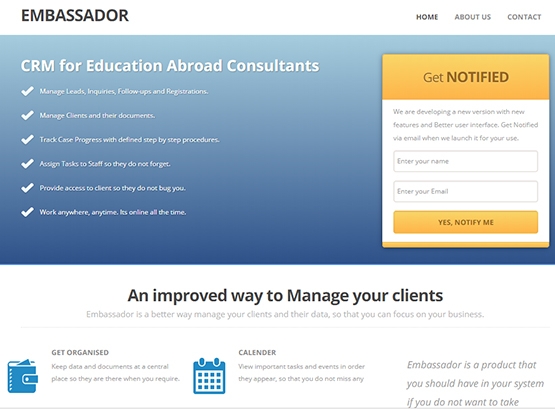 EMBASSADOR
HOME ABOUT US CONTACT
CRM for Education Abroad Consultants
Manage Leads, Inquiries, Follow-ups and Registrations.
Manage Clients and their documents.
Track Case Progress with defined step by step procedures.
Assign Tasks to Staff so they do not forget.
Provide access to client so they do not bug you.
Work anywhere, anytime. Its online all the time.
Get NOTIFIED
We are developing a new version with new
features and Better user interface. Get Notified
via email when we launch it for your use.
Enter your name
Enter your Email
YES, NOTIFY ME
An improved way to Manage your clients
Embassador is a better way manage your clients and their data, so that you can focus on your business.
GET ORGANISED
Keep data and documents at a central
place so they are there when you require.
CALENDER
View important tasks and events in order
they appear, so that you do not miss any
Embassador is a product that
you should have in your system
if you do not want to take